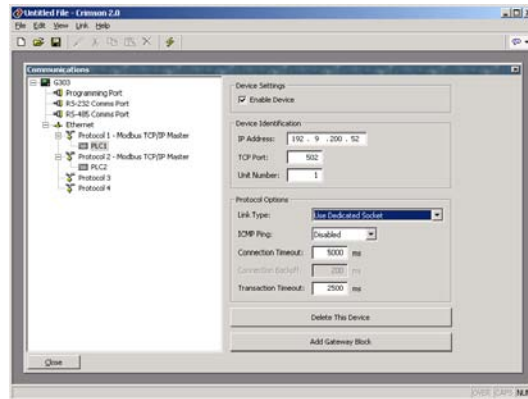 Untitled File - Crimson 2.0
File Edit View Link Help
Communications
G303
Programming Port
RS-232 Comms Port
RS-485 Comms Port
Ethernet
Protocol 1 - Modbus TCP/IP Master
PLC1
Protocol 2 - Modbus TCP/IP Master
PLC2
Protocol 3
Protocol 4
Device Settings
Enable Device
Device Identification
IP Address: 192 . 9 .200 . 52
TCP Port: 502
Unit Number: 1
Protocol Options
Link Type: Use Dedicated Socket
ICMP Ping: Disabled
Connection Timeout: 5000 ms
Connection Backoff: 200 ms
Transaction Timeout: 2500 ms
Delete This Device
Add Gateway Block
Close
OVER CAPS NUM